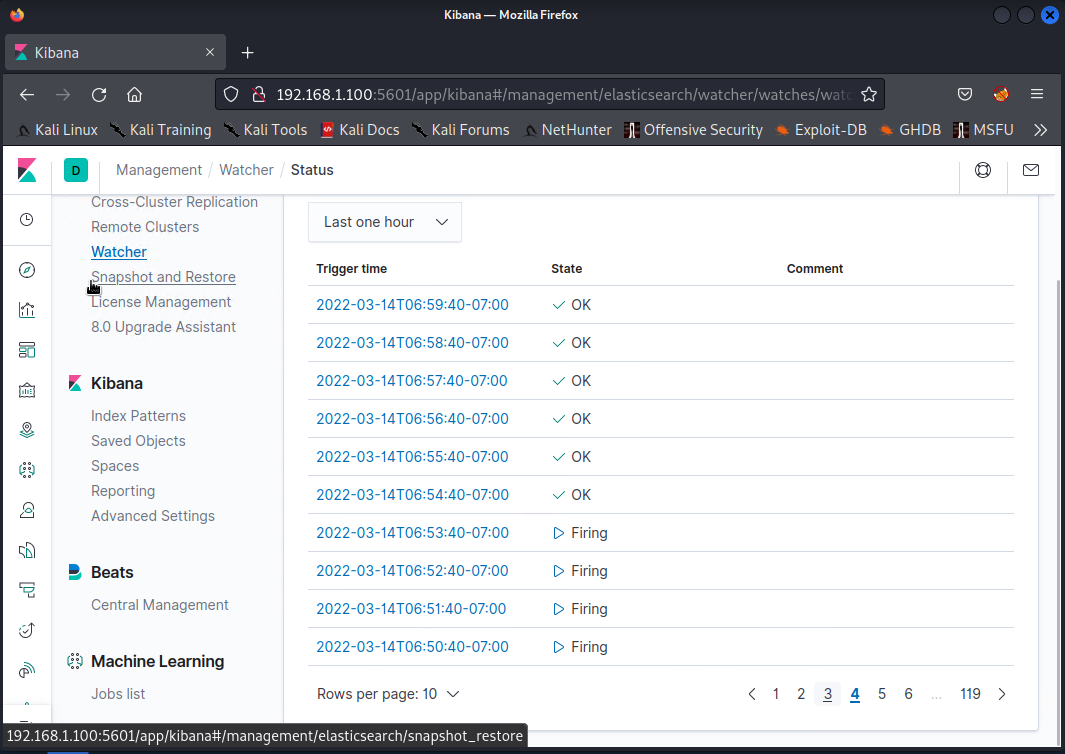 Kibana — Mozilla Firefox
Kibana
192.168.1.100:5601/app/kibana#/management/elasticsearch/watcher/watches/watc
Kali Linux Kali Training Kali Tools Kali Docs Kali Forums NetHunter Offensive Security Exploit-DB GHDB MSFU
D Management / Watcher / Status
Cross-Cluster Replication
Remote Clusters
Watcher
Snapshot and Restore
License Management
8.0 Upgrade Assistant
Kibana
Index Patterns
Saved Objects
Spaces
Reporting
Advanced Settings
Beats
Central Management
Machine Learning
Jobs list
Last one hour
Trigger time State Comment
2022-03-14T06:59:40-07:00 OK
2022-03-14T06:58:40-07:00 OK
2022-03-14T06:57:40-07:00 OK
2022-03-14T06:56:40-07:00 OK
2022-03-14T06:55:40-07:00 OK
2022-03-14T06:54:40-07:00 OK
2022-03-14T06:53:40-07:00 Firing
2022-03-14T06:52:40-07:00 Firing
2022-03-14T06:51:40-07:00 Firing
2022-03-14T06:50:40-07:00 Firing
Rows per page: 10 1 2 3 4 5 6 ... 119
192.168.1.100:5601/app/kibana#/management/elasticsearch/snapshot_restore